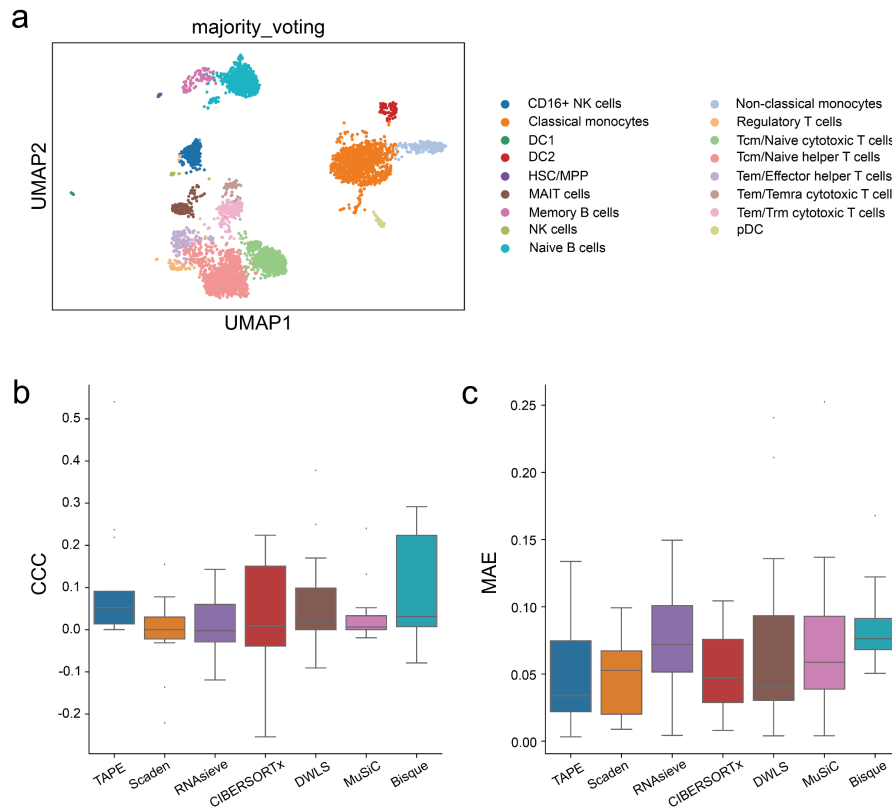 a
majority_voting
UMAP2
UMAP1
CD16+ NK cells
Classical monocytes
DC1
DC2
HSC/MPP
MAIT cells
Memory B cells
NK cells
Naive B cells
Non-classical monocytes
Regulatory T cells
Tcm/Naive cytotoxic T cells
Tcm/Naive helper T cells
Tem/Effector helper T cells
Tem/Temra cytotoxic T cell
Tem/Trm cytotoxic T cells
pDC
b
CCC
0.5
0.4
0.3
0.2
0.1
0.0
-0.1
-0.2
TAPE
Scaden
RNAsieve
CIBERSORTx
DWLS
MuSiC
Bisque
c
MAE
0.25
0.20
0.15
0.10
0.05
0.00
TAPE
Scaden
RNAsieve
CIBERSORTx
DWLS
MuSiC
Bisque